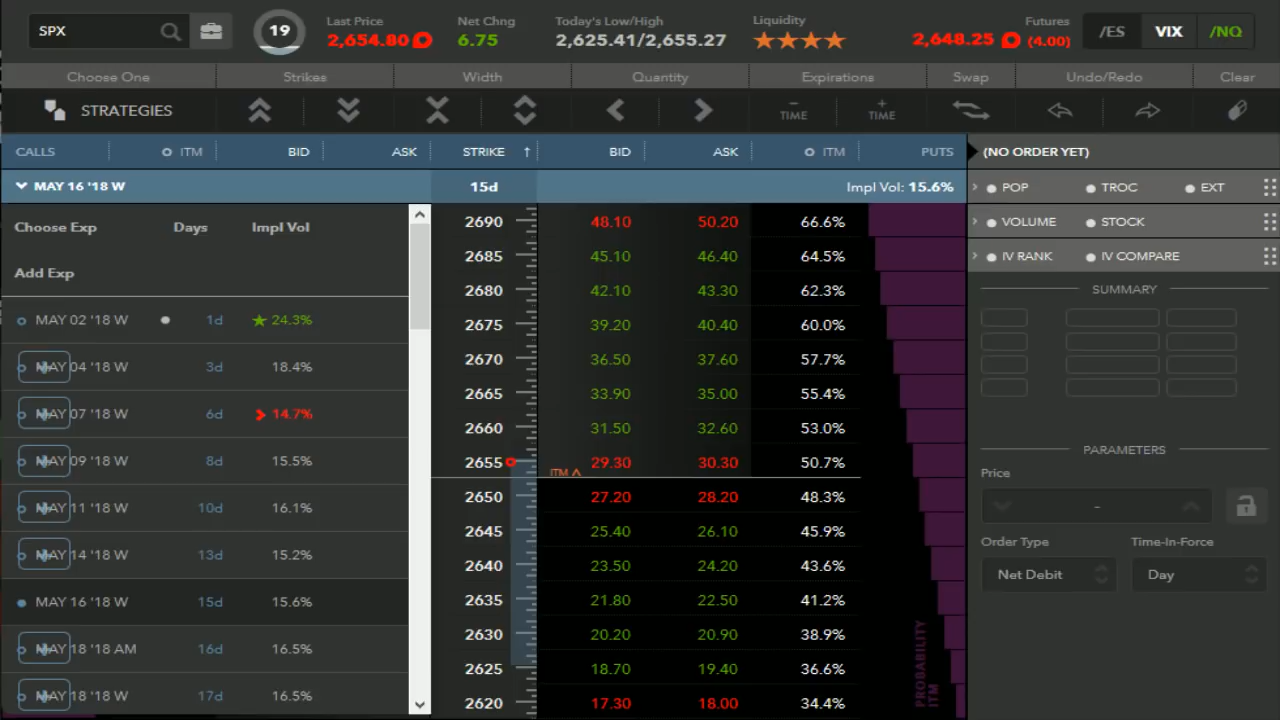 SPX 19 Last Price Net Chng Today's Low/High Liquidity Futures /ES VIX /NQ
2,654.80 6.75 2,625.41/2,655.27 2,648.25 (4.00)
Choose One Strikes Width Quantity Expirations Swap Undo/Redo Clear
STRATEGIES − TIME + TIME
CALLS ITM BID ASK STRIKE ↑ BID ASK ITM PUTS (NO ORDER YET)
MAY 16 '18 W 15d Impl Vol: 15.6% POP TROC EXT
Choose Exp Days Impl Vol 2690 48.10 50.20 66.6% VOLUME STOCK
2685 45.10 46.40 64.5% IV RANK IV COMPARE
Add Exp 2680 42.10 43.30 62.3% SUMMARY
MAY 02 '18 W 1d 24.3% 2675 39.20 40.40 60.0%
MAY 04 '18 W 3d 18.4% 2670 36.50 37.60 57.7%
2665 33.90 35.00 55.4%
MAY 07 '18 W 6d 14.7% 2660 31.50 32.60 53.0%
PARAMETERS
MAY 09 '18 W 8d 15.5% 2655 ITM 29.30 30.30 50.7% Price
MAY 11 '18 W 10d 16.1% 2650 27.20 28.20 48.3% -
2645 25.40 26.10 45.9% Order Type Time-In-Force
MAY 14 '18 W 13d 15.2% 2640 23.50 24.20 43.6% Net Debit Day
MAY 16 '18 W 15d 15.6% 2635 21.80 22.50 41.2%
MAY 18 '18 AM 16d 16.5% 2630 20.20 20.90 38.9%
2625 18.70 19.40 36.6%
MAY 18 '18 W 17d 16.5% 2620 17.30 18.00 34.4%
PROBABILITY
ITM